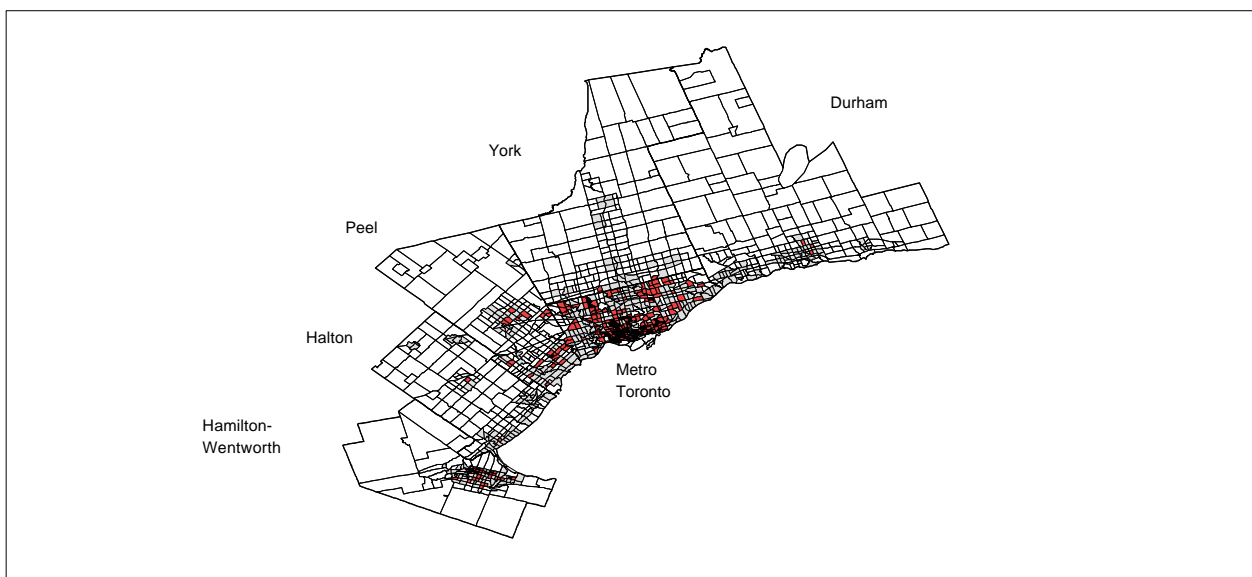 Durham
York
Peel
Halton
Metro
Toronto
Hamilton-
Wentworth